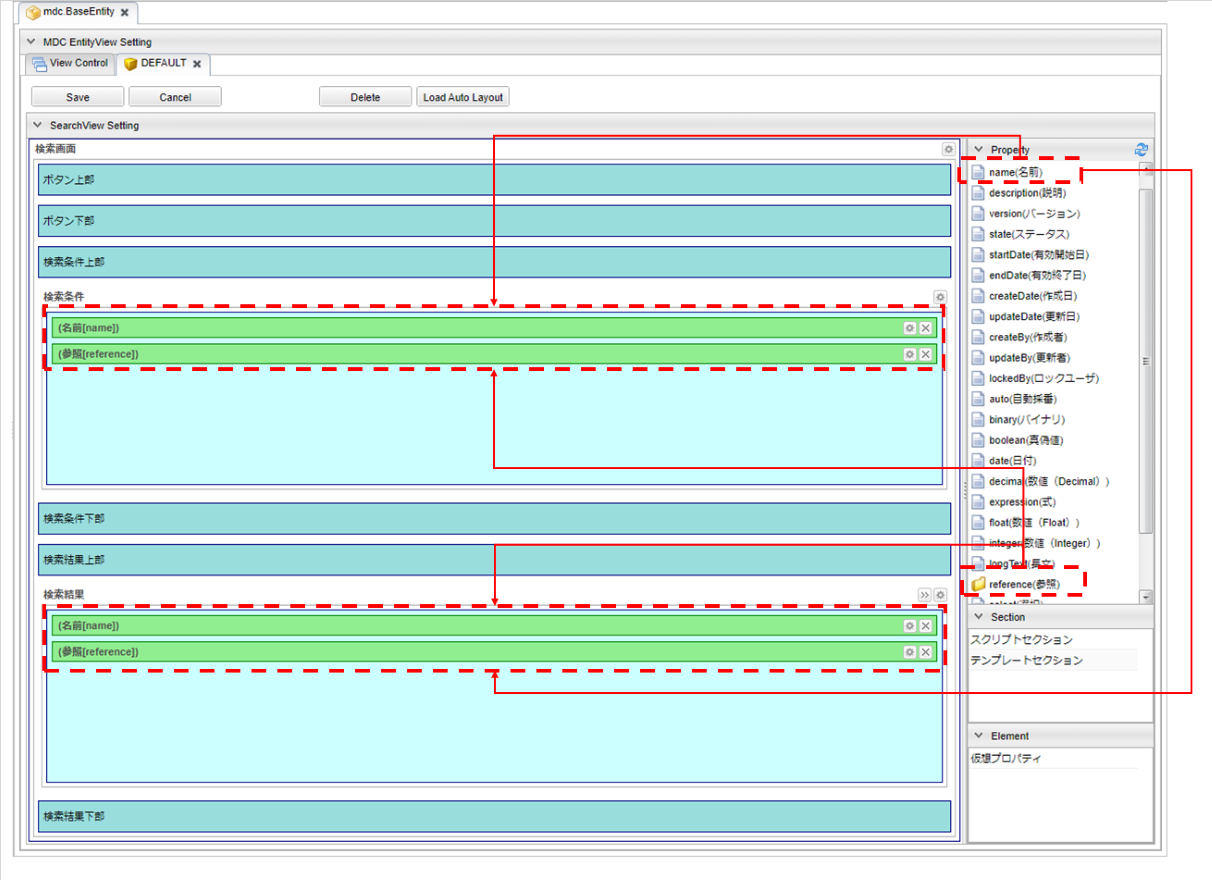 mdc.BaseEntity
MDC EntityView Setting
View Control
DEFAULT
Save
Cancel
Delete
Load Auto Layout
SearchView Setting
検索画面
ボタン上部
ボタン下部
検索条件上部
検索条件
(名前[name])
(参照[reference])
検索条件下部
検索結果上部
検索結果
(名前[name])
(参照[reference])
検索結果下部
Property
name(名前)
description(説明)
version(バージョン)
state(ステータス)
startDate(有効開始日)
endDate(有効終了日)
createDate(作成日)
updateDate(更新日)
createBy(作成者)
updateBy(更新者)
lockedBy(ロックユーザ)
auto(自動採番)
binary(バイナリ)
boolean(真偽値)
date(日付)
decimal(数値（Decimal）)
expression(式)
float(数値（Float）)
integer(数値（Integer）)
longText(長文)
reference(参照)
select(選択)
Section
スクリプトセクション
テンプレートセクション
Element
仮想プロパティ